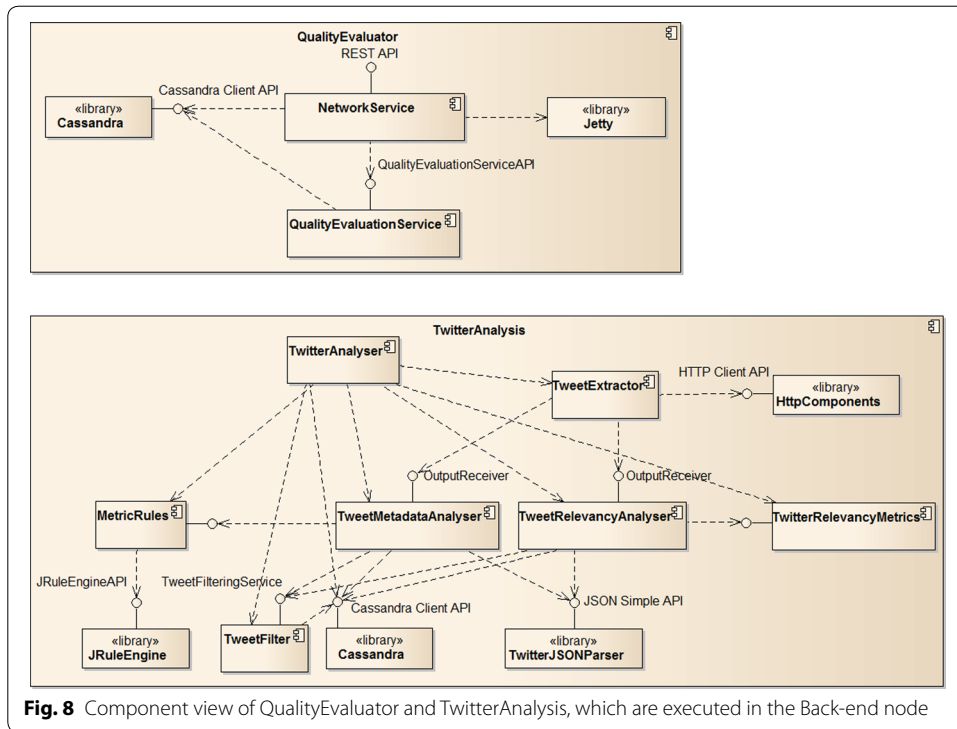 QualityEvaluator
REST API
Cassandra Client API
«library»
Cassandra
NetworkService
«library»
Jetty
QualityEvaluationServiceAPI
QualityEvaluationService
TwitterAnalysis
TwitterAnalyser
TweetExtractor
HTTP Client API
«library»
HttpComponents
OutputReceiver
OutputReceiver
MetricRules
TweetMetadataAnalyser
TweetRelevancyAnalyser
TwitterRelevancyMetrics
JRuleEngineAPI
TweetFilteringService
Cassandra Client API
JSON Simple API
«library»
JRuleEngine
TweetFilter
«library»
Cassandra
«library»
TwitterJSONParser
Fig. 8 Component view of QualityEvaluator and TwitterAnalysis, which are executed in the Back-end node